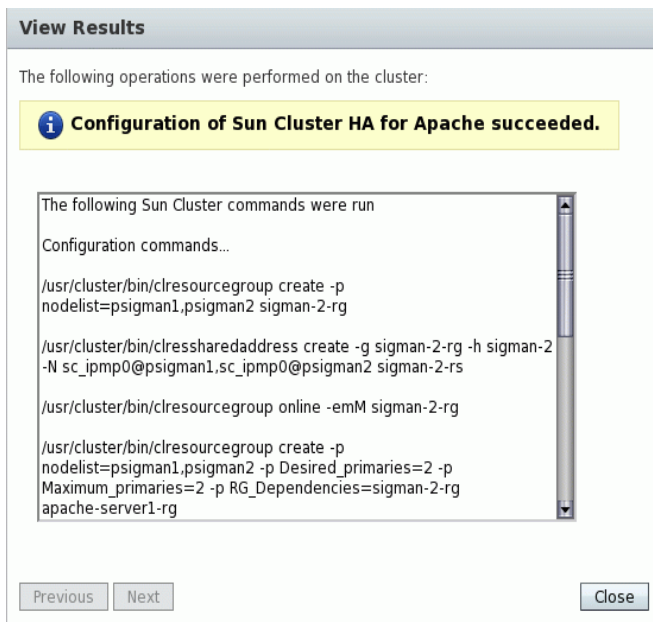 View Results
The following operations were performed on the cluster:
i Configuration of Sun Cluster HA for Apache succeeded.
The following Sun Cluster commands were run
Configuration commands...
/usr/cluster/bin/clresourcegroup create -p
nodelist=psigman1,psigman2 sigman-2-rg
/usr/cluster/bin/clressharedaddress create -g sigman-2-rg -h sigman-2
-N sc_ipmp0@psigman1,sc_ipmp0@psigman2 sigman-2-rs
/usr/cluster/bin/clresourcegroup online -emM sigman-2-rg
/usr/cluster/bin/clresourcegroup create -p
nodelist=psigman1,psigman2 -p Desired_primaries=2 -p
Maximum_primaries=2 -p RG_Dependencies=sigman-2-rg
apache-server1-rg
Previous Next Close